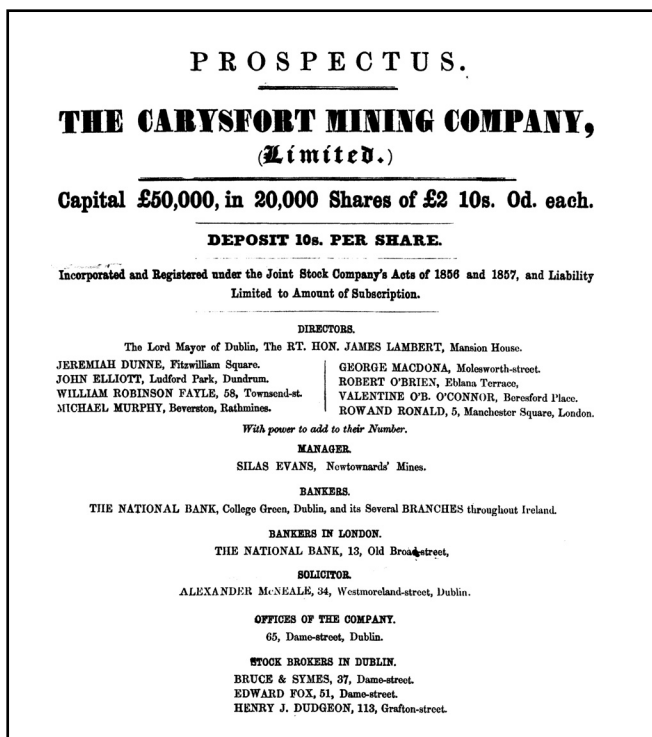 PROSPECTUS.
THE CARYSFORT MINING COMPANY,
(Limited.)
Capital £50,000, in 20,000 Shares of £2 10s. 0d. each.
DEPOSIT 10s. PER SHARE.
Incorporated and Registered under the Joint Stock Company's Acts of 1856 and 1857, and Liability
Limited to Amount of Subscription.
DIRECTORS.
The Lord Mayor of Dublin, The RT. HON. JAMES LAMBERT, Mansion House.
JEREMIAH DUNNE, Fitzwilliam Square.
JOHN ELLIOTT, Ludford Park, Dundrum.
WILLIAM ROBINSON FAYLE, 58, Townsend-st.
MICHAEL MURPHY, Beverston, Rathmines.
GEORGE MACDONA, Molesworth-street.
ROBERT O'BRIEN, Eblana Terrace,
VALENTINE O'B. O'CONNOR, Beresford Place.
ROWAND RONALD, 5, Manchester Square, London.
With power to add to their Number.
MANAGER.
SILAS EVANS, Newtownards' Mines.
BANKERS.
THE NATIONAL BANK, College Green, Dublin, and its Several BRANCHES throughout Ireland.
BANKERS IN LONDON.
THE NATIONAL BANK, 13, Old Broad-street,
SOLICITOR.
ALEXANDER McNEALE, 34, Westmoreland-street, Dublin.
OFFICES OF THE COMPANY.
65, Dame-street, Dublin.
STOCK BROKERS IN DUBLIN.
BRUCE & SYMES, 37, Dame-street.
EDWARD FOX, 51, Dame-street.
HENRY J. DUDGEON, 113, Grafton-street.